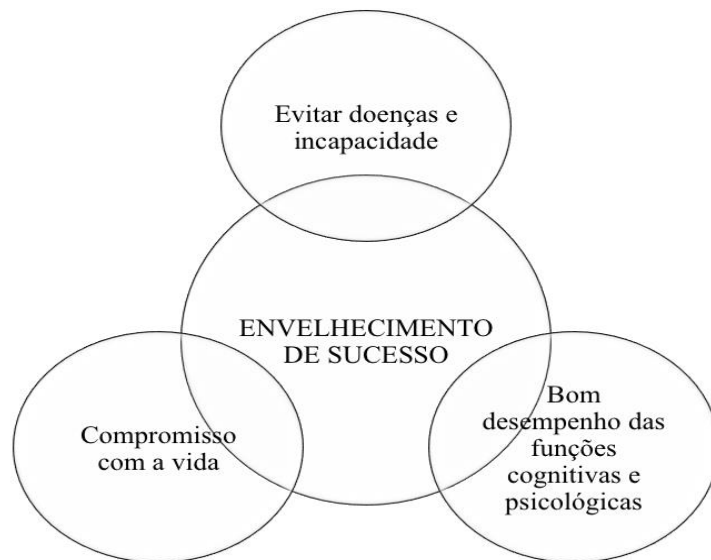 Evitar doenças e
incapacidade
ENVELHECIMENTO
DE SUCESSO
Compromisso
com a vida
Bom
desempenho das
funções
cognitivas e
psicológicas